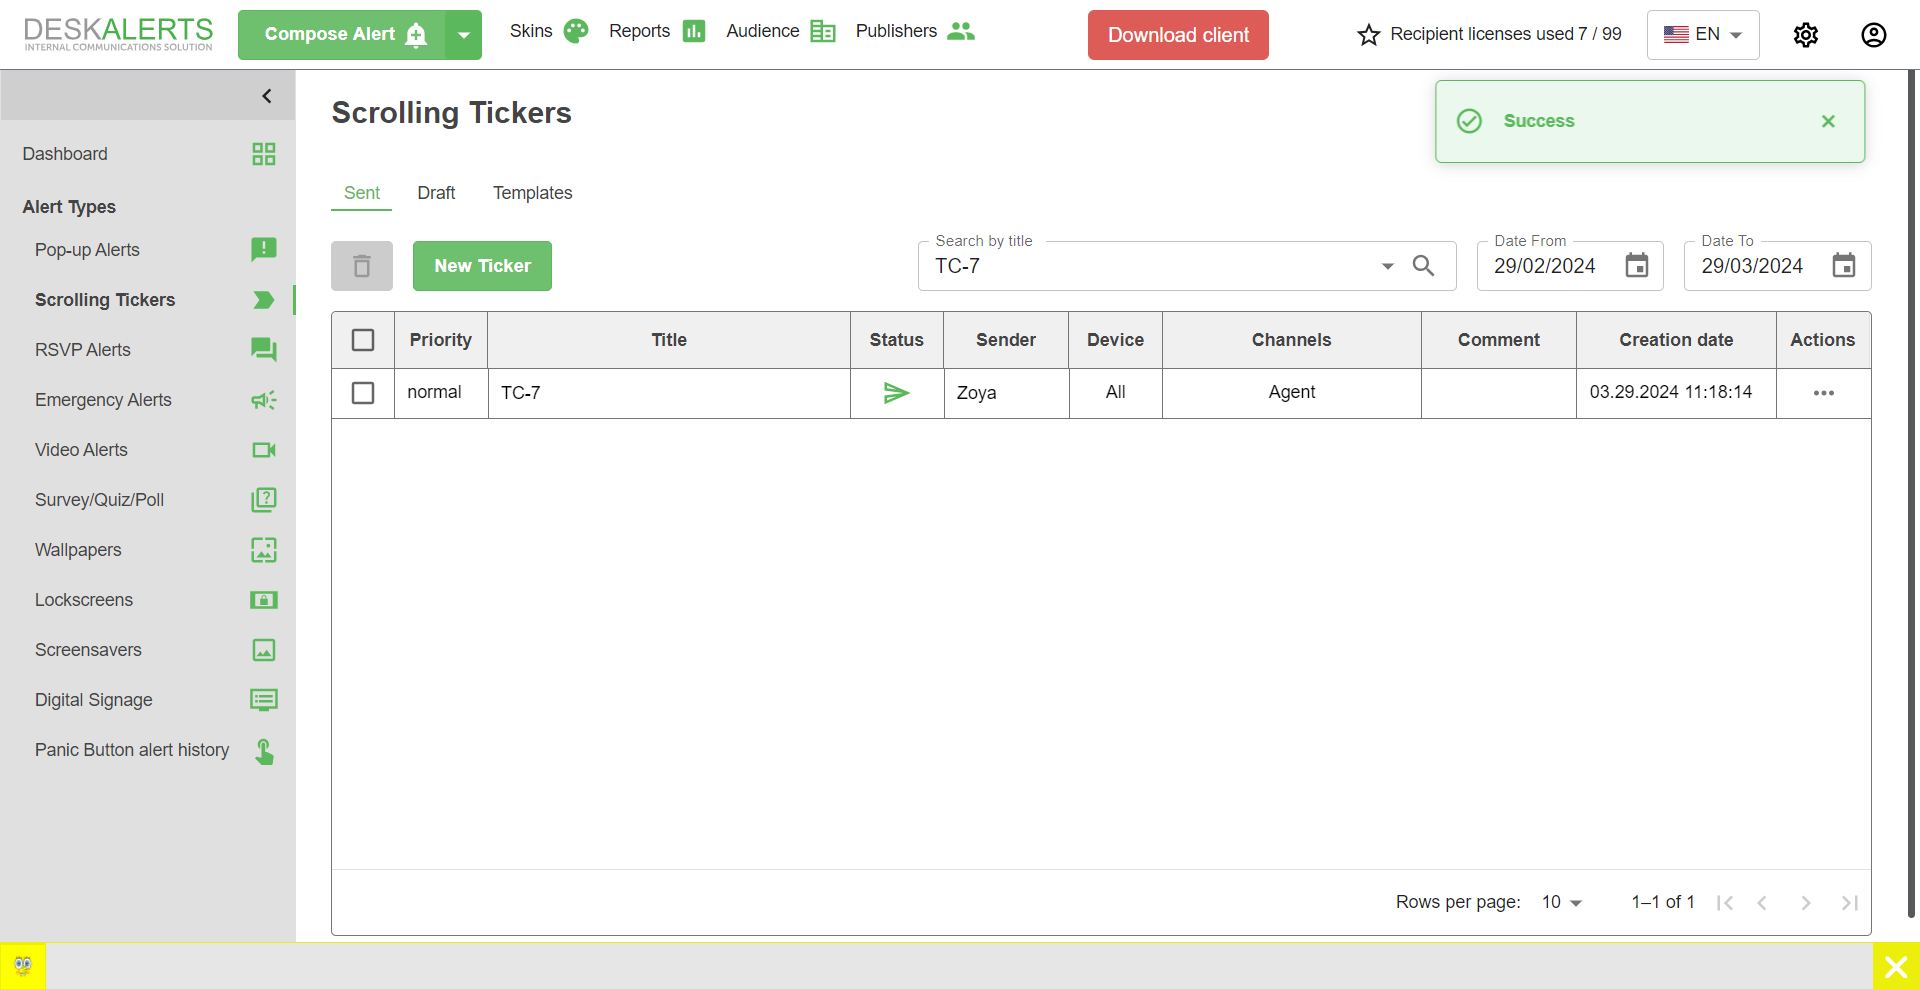 DESKALERTS
INTERNAL COMMUNICATIONS SOLUTION
Compose Alert
Skins
Reports
Audience
Publishers
Download client
Recipient licenses used 7 / 99
EN
Dashboard
Alert Types
Pop-up Alerts
Scrolling Tickers
RSVP Alerts
Emergency Alerts
Video Alerts
Survey/Quiz/Poll
Wallpapers
Lockscreens
Screensavers
Digital Signage
Panic Button alert history
Scrolling Tickers
Success
Sent Draft Templates
New Ticker
Search by title
TC-7
Date From
29/02/2024
Date To
29/03/2024
Priority Title Status Sender Device Channels Comment Creation date Actions
normal TC-7 Zoya All Agent 03.29.2024 11:18:14
Rows per page: 10 1–1 of 1